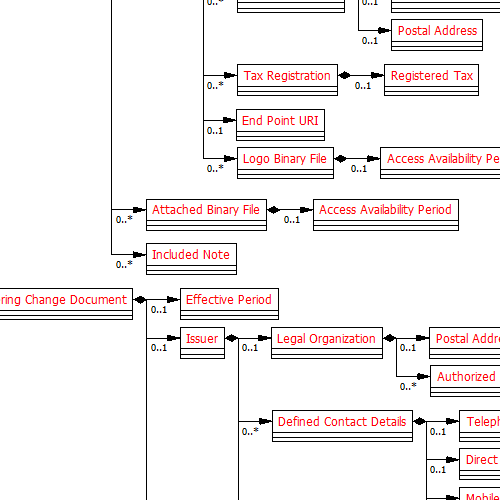 0..*
0..1
Postal Address
0..1
Tax Registration
Registered Tax
0..*
0..1
End Point URI
0..1
Logo Binary File
Access Availability Pe
0..*
0..1
Attached Binary File
Access Availability Period
0..*
0..1
Included Note
0..*
ring Change Document
Effective Period
0..1
Issuer
Legal Organization
Postal Addre
0..1
0..1
0..1
Authorized
0..*
Defined Contact Details
Teleph
0..*
0..1
Direct
0..1
Mobile